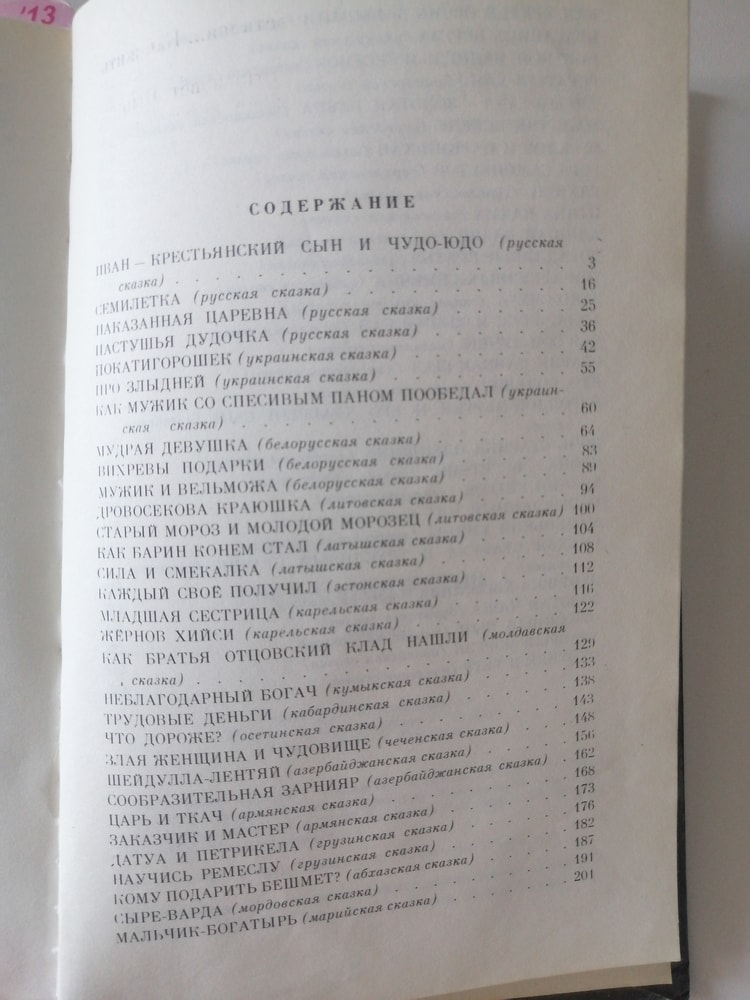 '13
СОДЕРЖАНИЕ
ИВАН — КРЕСТЬЯНСКИЙ СЫН И ЧУДО-ЮДО (русская
сказка) . . . . . . . . . . . . . . . . 3
СЕМИЛЕТКА (русская сказка) . . . . . . . . . . 16
НАКАЗАННАЯ ЦАРЕВНА (русская сказка) . . . . . . 25
ПАСТУШЬЯ ДУДОЧКА (русская сказка) . . . . . . . 36
ПОКАТИГОРОШЕК (украинская сказка) . . . . . . . 42
ПРО ЗЛЫДНЕЙ (украинская сказка) . . . . . . . . 55
КАК МУЖИК СО СПЕСИВЫМ ПАНОМ ПООБЕДАЛ (украин-
ская сказка) . . . . . . . . . . . . . . 60
МУДРАЯ ДЕВУШКА (белорусская сказка) . . . . . . 64
ВИХРЕВЫ ПОДАРКИ (белорусская сказка) . . . . . . 83
МУЖИК И ВЕЛЬМОЖА (белорусская сказка) . . . . . 89
ДРОВОСЕКОВА КРАЮШКА (литовская сказка) . . . . . 94
СТАРЫЙ МОРОЗ И МОЛОДОЙ МОРОЗЕЦ (литовская сказка) 100
КАК БАРИН КОНЕМ СТАЛ (латышская сказка) . . . . . 104
СИЛА И СМЕКАЛКА (латышская сказка) . . . . . . . 108
КАЖДЫЙ СВОЁ ПОЛУЧИЛ (эстонская сказка) . . . . . 112
МЛАДШАЯ СЕСТРИЦА (карельская сказка) . . . . . . 116
ЖЁРНОВ ХИЙСИ (карельская сказка) . . . . . . . . 122
КАК БРАТЬЯ ОТЦОВСКИЙ КЛАД НАШЛИ (молдавская
сказка) . . . . . . . . . . . . . . . . 129
НЕБЛАГОДАРНЫЙ БОГАЧ (кумыкская сказка) . . . . . 133
ТРУДОВЫЕ ДЕНЬГИ (кабардинская сказка) . . . . . . 138
ЧТО ДОРОЖЕ? (осетинская сказка) . . . . . . . . 143
ЗЛАЯ ЖЕНЩИНА И ЧУДОВИЩЕ (чеченская сказка) . . . 148
ШЕЙДУЛЛА-ЛЕНТЯЙ (азербайджанская сказка) . . . . 156
СООБРАЗИТЕЛЬНАЯ ЗАРНИЯР (азербайджанская сказка) . 162
ЦАРЬ И ТКАЧ (армянская сказка) . . . . . . . . . 168
ЗАКАЗЧИК И МАСТЕР (армянская сказка) . . . . . . 173
ДАТУА И ПЕТРИКЕЛА (грузинская сказка) . . . . . . 176
НАУЧИСЬ РЕМЕСЛУ (грузинская сказка) . . . . . . . 182
КОМУ ПОДАРИТЬ БЕШМЕТ? (абхазская сказка) . . . . 187
СЫРЕ-ВАРДА (мордовская сказка) . . . . . . . . . 191
МАЛЬЧИК-БОГАТЫРЬ (марийская сказка) . . . . . . . 201